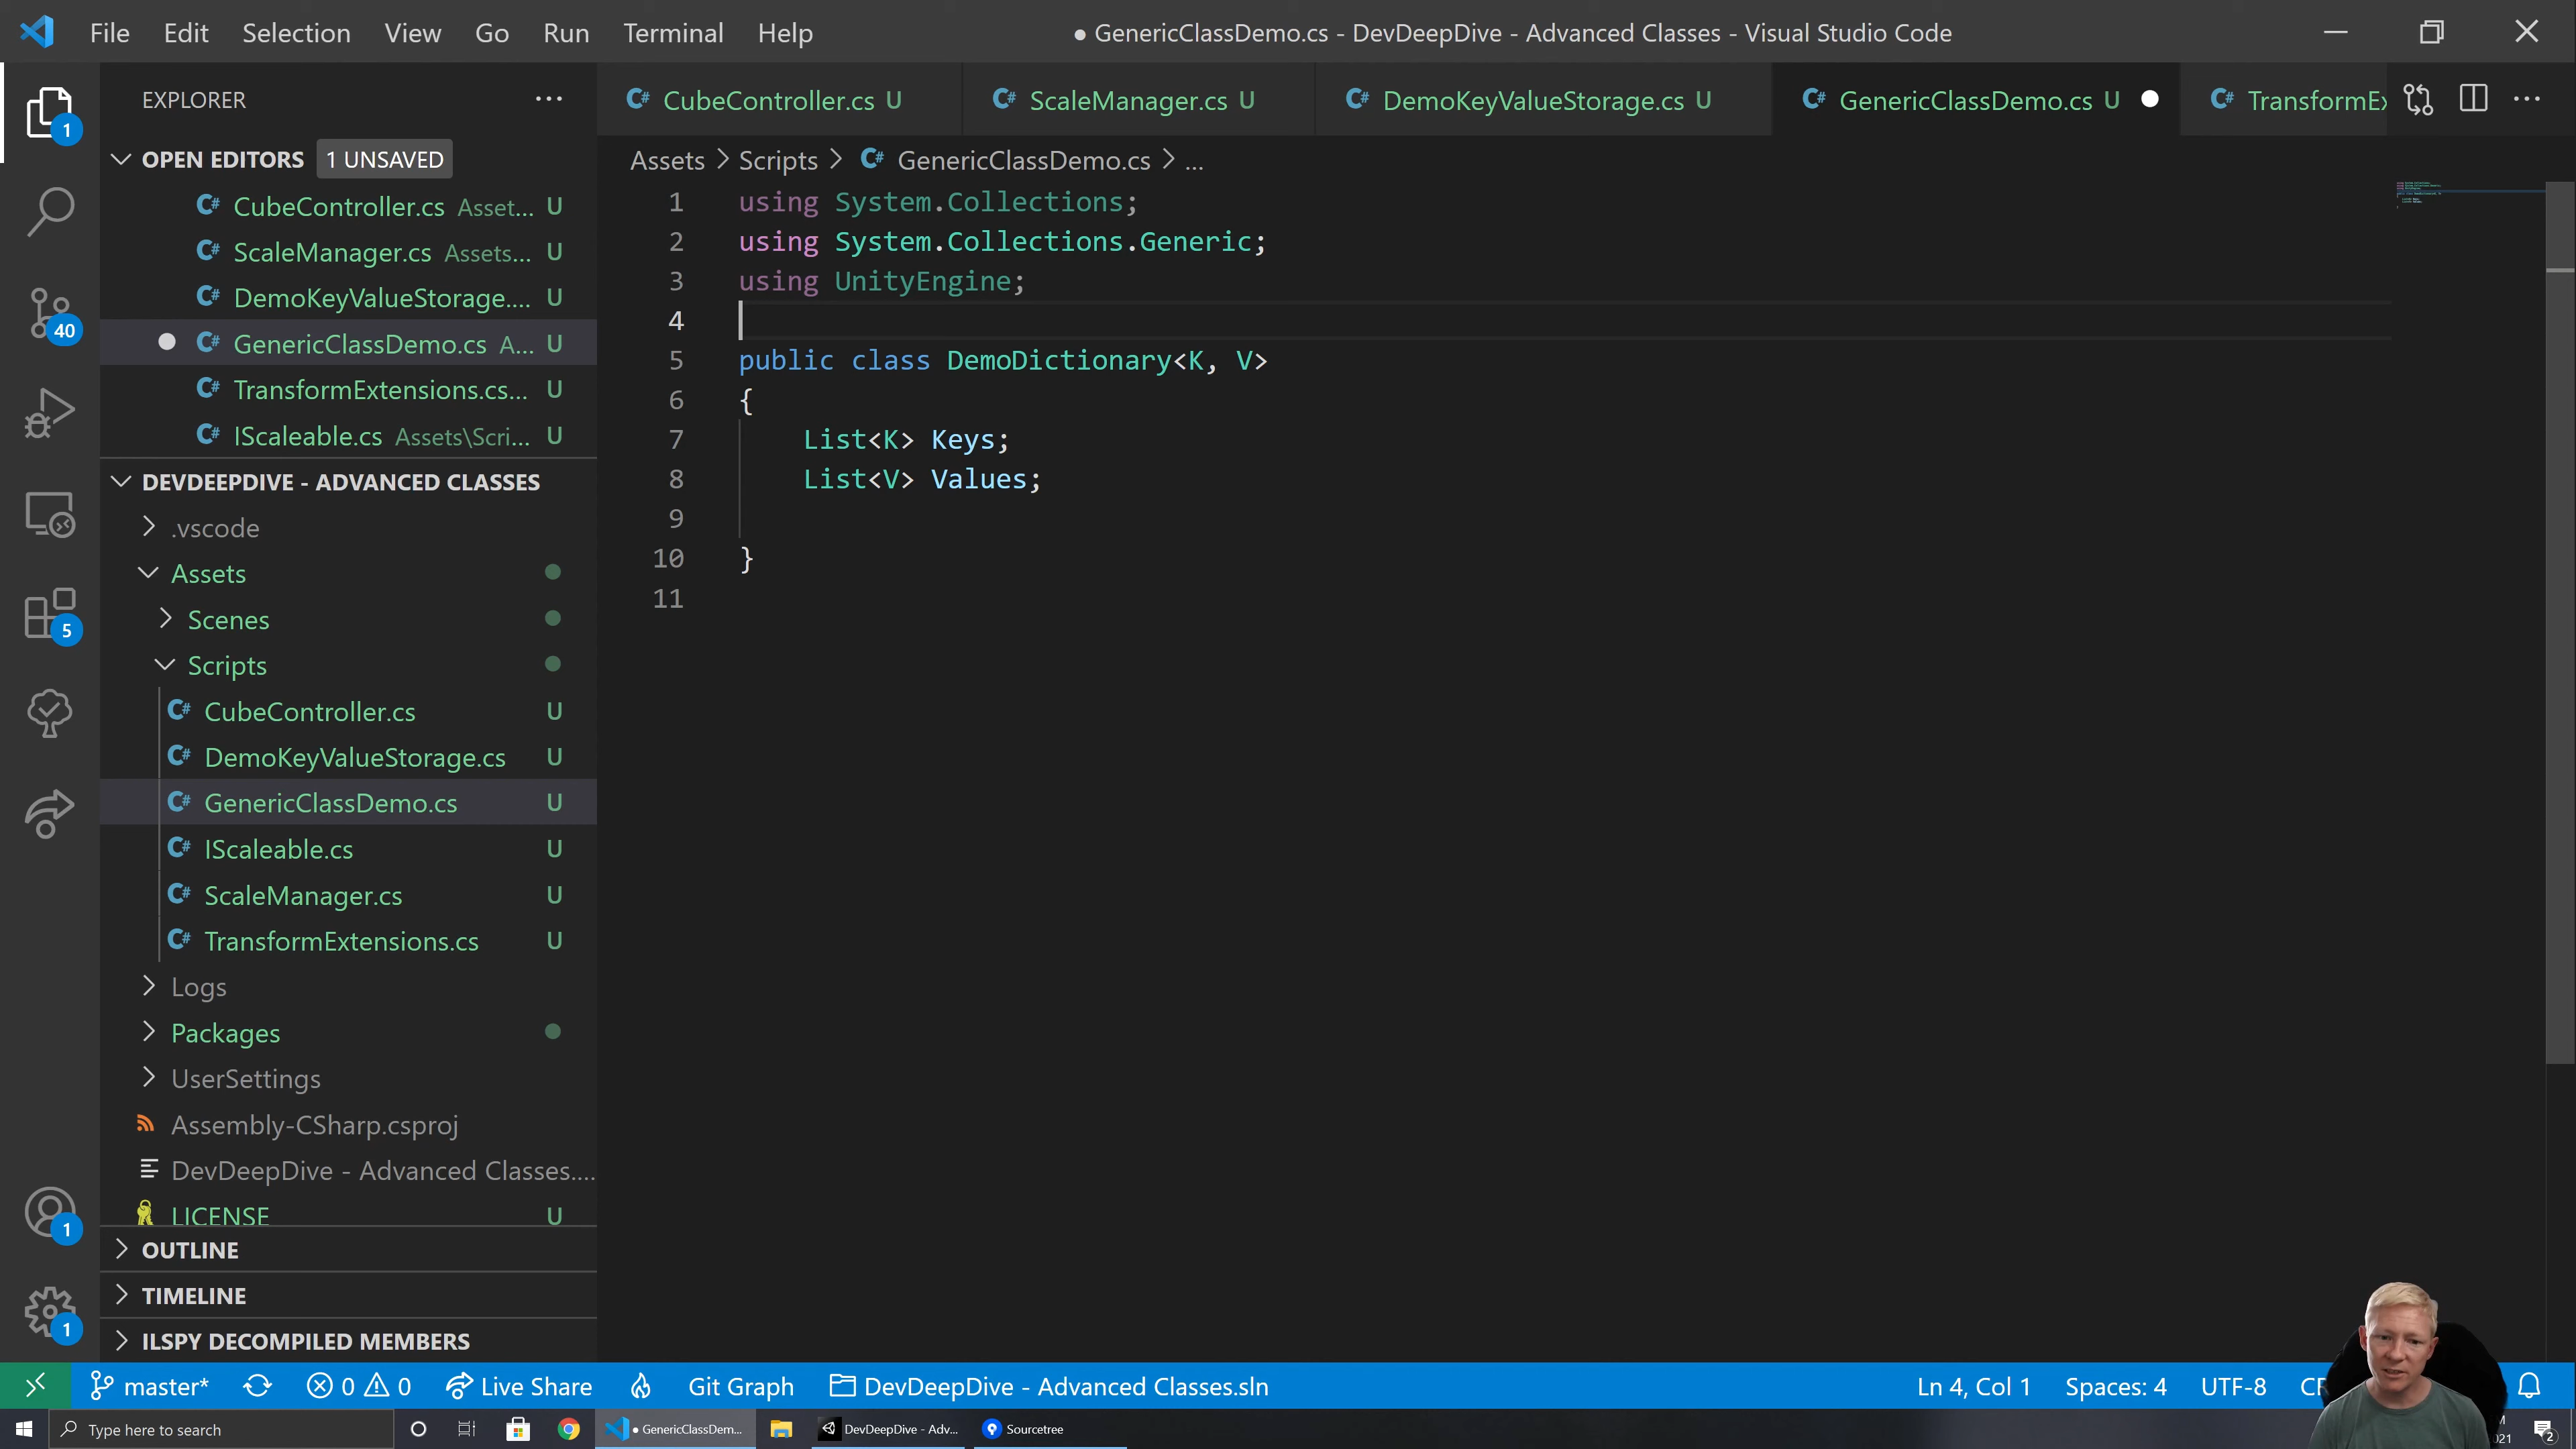 File Edit Selection View Go Run Terminal Help
● GenericClassDemo.cs - DevDeepDive - Advanced Classes - Visual Studio Code
EXPLORER
OPEN EDITORS 1 UNSAVED
CubeController.cs Asset... U
ScaleManager.cs Assets... U
DemoKeyValueStorage.... U
GenericClassDemo.cs A... U
TransformExtensions.cs... U
IScaleable.cs Assets\Scri... U
DEVDEEPDIVE - ADVANCED CLASSES
.vscode
Assets
Scenes
Scripts
CubeController.cs U
DemoKeyValueStorage.cs U
GenericClassDemo.cs U
IScaleable.cs U
ScaleManager.cs U
TransformExtensions.cs U
Logs
Packages
UserSettings
Assembly-CSharp.csproj
DevDeepDive - Advanced Classes....
LICENSE U
OUTLINE
TIMELINE
ILSPY DECOMPILED MEMBERS
1
40
5
1
1
CubeController.cs U
ScaleManager.cs U
DemoKeyValueStorage.cs U
GenericClassDemo.cs U
TransformEx
Assets > Scripts > GenericClassDemo.cs > ...
1 using System.Collections;
2 using System.Collections.Generic;
3 using UnityEngine;
4
5 public class DemoDictionary<K, V>
6 {
7 List<K> Keys;
8 List<V> Values;
9
10 }
11
master* 0 0 Live Share Git Graph DevDeepDive - Advanced Classes.sln Ln 4, Col 1 Spaces: 4 UTF-8
Type here to search
● GenericClassDem...
DevDeepDive - Adv...
Sourcetree
2